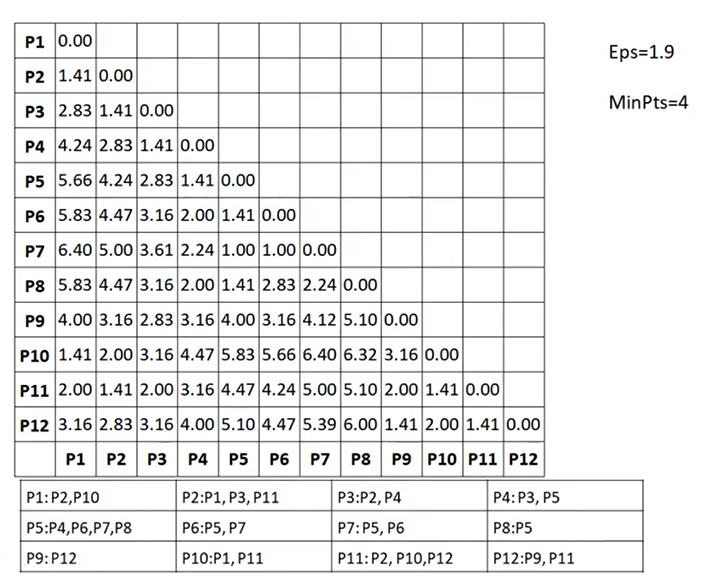 P1 0.00
Eps=1.9
P2 1.41 0.00
P3 2.83 1.41 0.00
MinPts=4
P4 4.24 2.83 1.41 0.00
P5 5.66 4.24 2.83 1.41 0.00
P6 5.83 4.47 3.16 2.00 1.41 0.00
P7 6.40 5.00 3.61 2.24 1.00 1.00 0.00
P8 5.83 4.47 3.16 2.00 1.41 2.83 2.24 0.00
P9 4.00 3.16 2.83 3.16 4.00 3.16 4.12 5.10 0.00
P10 1.41 2.00 3.16 4.47 5.83 5.66 6.40 6.32 3.16 0.00
P11 2.00 1.41 2.00 3.16 4.47 4.24 5.00 5.10 2.00 1.41 0.00
P12 3.16 2.83 3.16 4.00 5.10 4.47 5.39 6.00 1.41 2.00 1.41 0.00
P1 P2 P3 P4 P5 P6 P7 P8 P9 P10 P11 P12
P1:P2,P10 P2:P1, P3, P11 P3:P2, P4 P4:P3, P5
P5:P4,P6,P7,P8 P6:P5, P7 P7:P5, P6 P8:P5
P9:P12 P10:P1, P11 P11:P2, P10,P12 P12:P9, P11